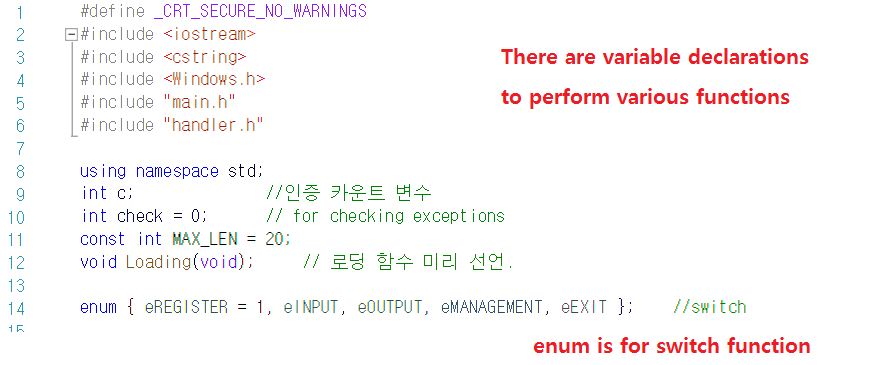 1 #define _CRT_SECURE_NO_WARNINGS
2 #include <iostream>
3 #include <cstring>
4 #include <Windows.h>
5 #include "main.h"
6 #include "handler.h"
7
8 using namespace std;
9 int c; //인증 카운트 변수
10 int check = 0; // for checking exceptions
11 const int MAX_LEN = 20;
12 void Loading(void); // 로딩 함수 미리 선언.
13
14 enum { eREGISTER = 1, eINPUT, eOUTPUT, eMANAGEMENT, eEXIT }; //switch
15
There are variable declarations
to perform various functions
enum is for switch function